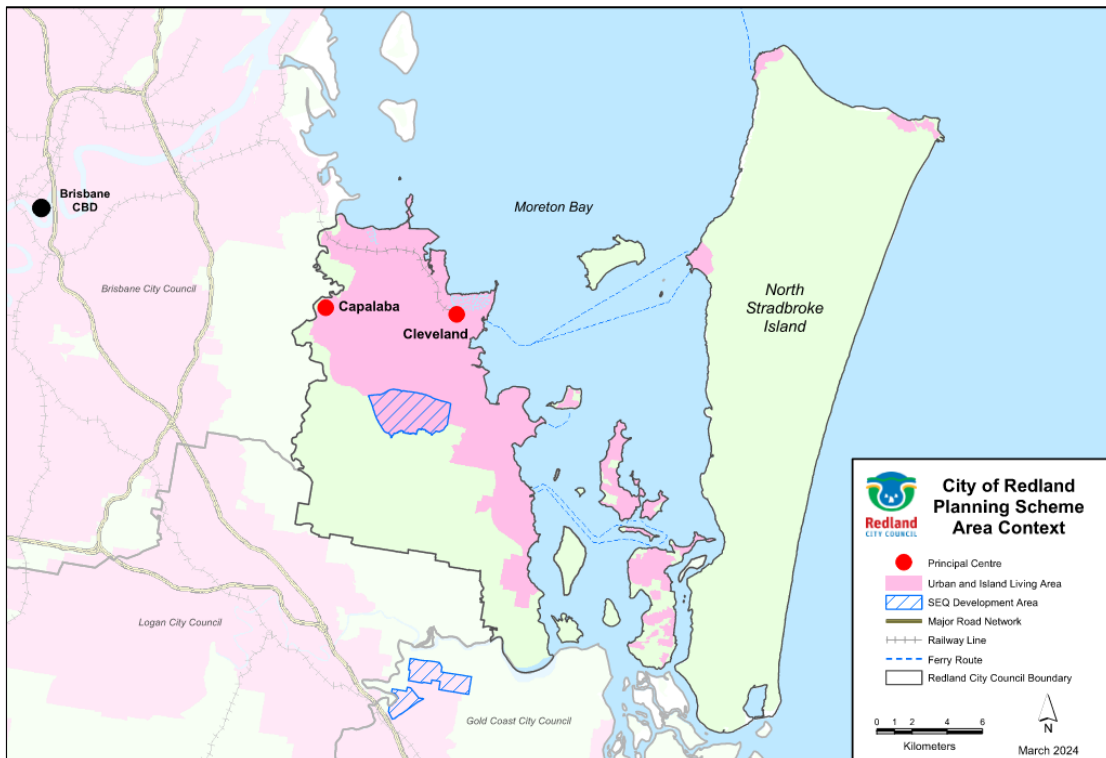 Brisbane
CBD
Moreton Bay
Brisbane City Council
North
Stradbroke
Island
Capalaba
Cleveland
Logan City Council
Gold Coast City Council
Redland
CITY COUNCIL
City of Redland
Planning Scheme
Area Context
Principal Centre
Urban and Island Living Area
SEQ Development Area
Major Road Network
Railway Line
Ferry Route
Redland City Council Boundary
0 1 2 4 6
Kilometers
N
March 2024